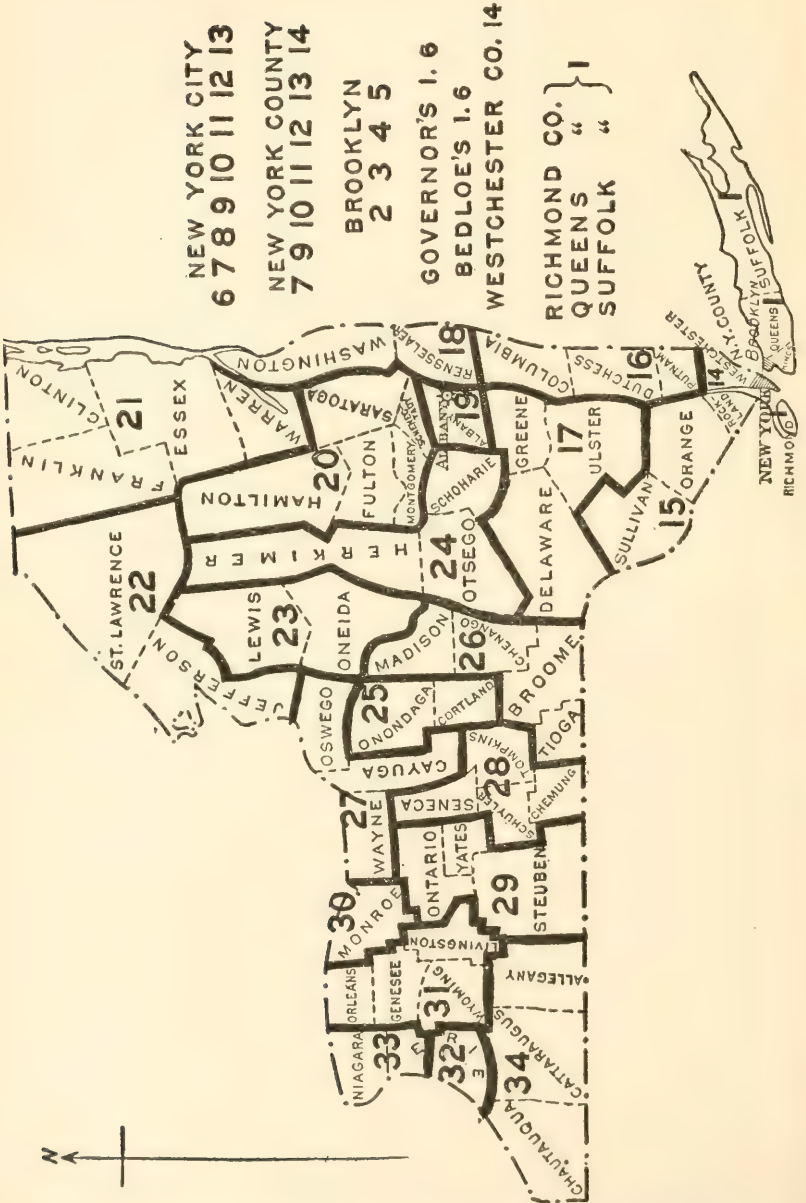 NEW YORK CITY
6 7 8 9 10 11 12 13
NEW YORK COUNTY
7 9 10 11 12 13 14
BROOKLYN
2 3 4 5
GOVERNOR'S I. 6
BEDLOE'S I. 6
WESTCHESTER CO. 14
RICHMOND CO. } 1
QUEENS "
SUFFOLK "
N
CLINTON
FRANKLIN
21
ESSEX
ST. LAWRENCE
22
JEFFERSON
LEWIS
23
HERKIMER
HAMILTON
WARREN
WASHINGTON
20
FULTON
SARATOGA
MONTGOMERY
SCHENECTADY
RENSSELAER
18
ALBANY
19
ALBANY
SCHOHARIE
24
OTSEGO
ONEIDA
MADISON
26
CHENANGO
OSWEGO
25
ONONDAGA
CORTLAND
CAYUGA
27
WAYNE
SENECA
TOMPKINS
28
SCHUYLER
CHEMUNG
TIOGA
BROOME
DELAWARE
GREENE
COLUMBIA
17
ULSTER
DUTCHESS
16
PUTNAM
SULLIVAN
15
ORANGE
ROCKLAND
14
WESTCHESTER
N.Y. COUNTY
NEW YORK
BROOKLYN
QUEENS
KINGS
SUFFOLK
1
RICHMOND
30
MONROE
ONTARIO
YATES
29
STEUBEN
LIVINGSTON
ORLEANS
GENESEE
31
WYOMING
NIAGARA
33
ERIE
32
34
ALLEGANY
CATTARAUGUS
CHAUTAUQUA